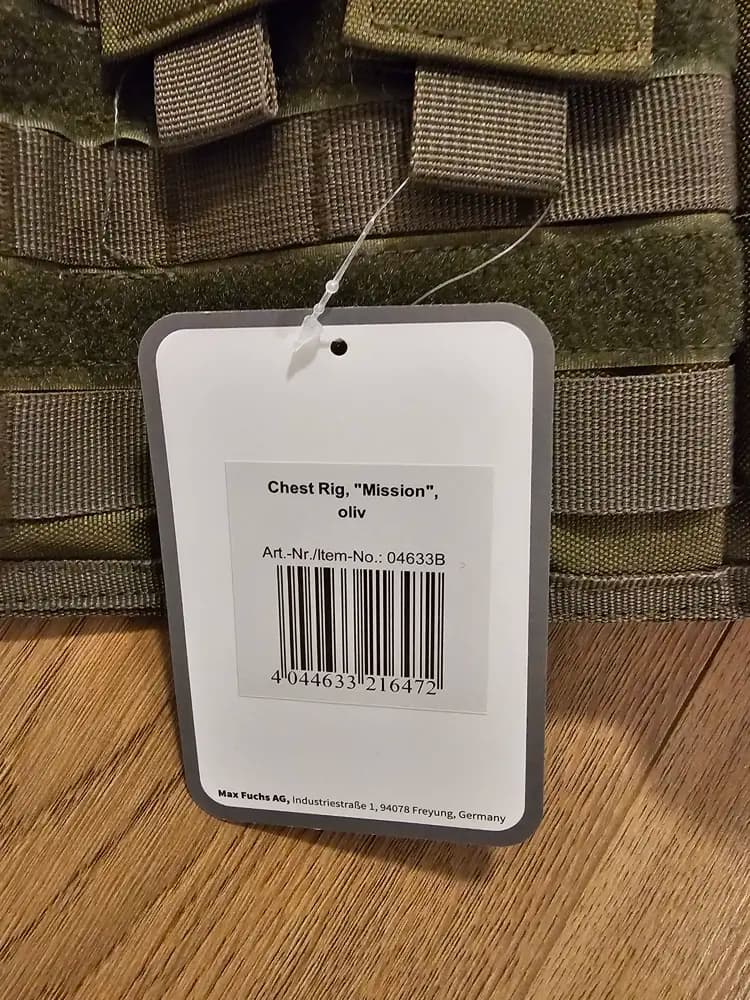 Chest Rig, "Mission",
oliv
Art.-Nr./Item-No.: 04633B
4 044633 216472
Max Fuchs AG, Industriestraße 1, 94078 Freyung, Germany